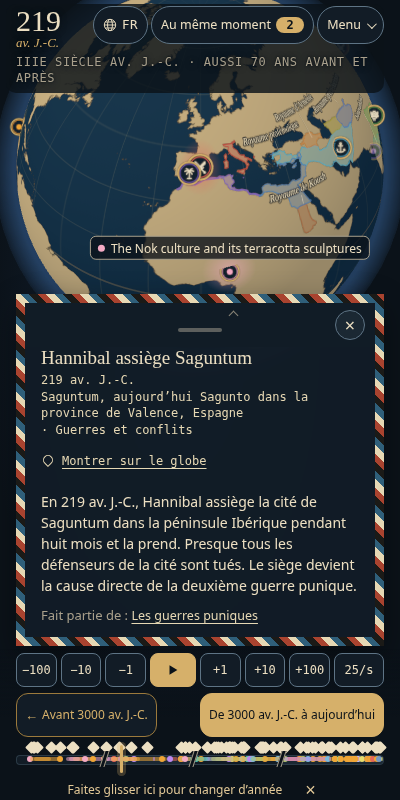 219
av. J.-C.
FR
Au même moment 2
Menu
IIIE SIÈCLE AV. J.-C. · AUSSI 70 ANS AVANT ET
APRÈS
Royaume de Koush
The Nok culture and its terracotta sculptures
Hannibal assiège Saguntum
219 av. J.-C.
Saguntum, aujourd’hui Sagunto dans la
province de Valence, Espagne
· Guerres et conflits
Montrer sur le globe
En 219 av. J.-C., Hannibal assiège la cité de
Saguntum dans la péninsule Ibérique pendant
huit mois et la prend. Presque tous les
défenseurs de la cité sont tués. Le siège devient
la cause directe de la deuxième guerre punique.
Fait partie de : Les guerres puniques
−100
−10
−1
+1
+10
+100
25/s
← Avant 3000 av. J.-C.
De 3000 av. J.-C. à aujourd’hui
Faites glisser ici pour changer d’année